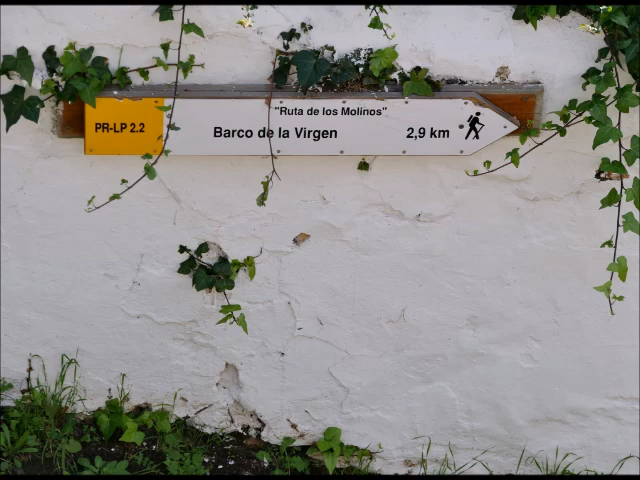 "Ruta de los Molinos"
PR-LP 2.2
Barco de la Virgen 2,9 km